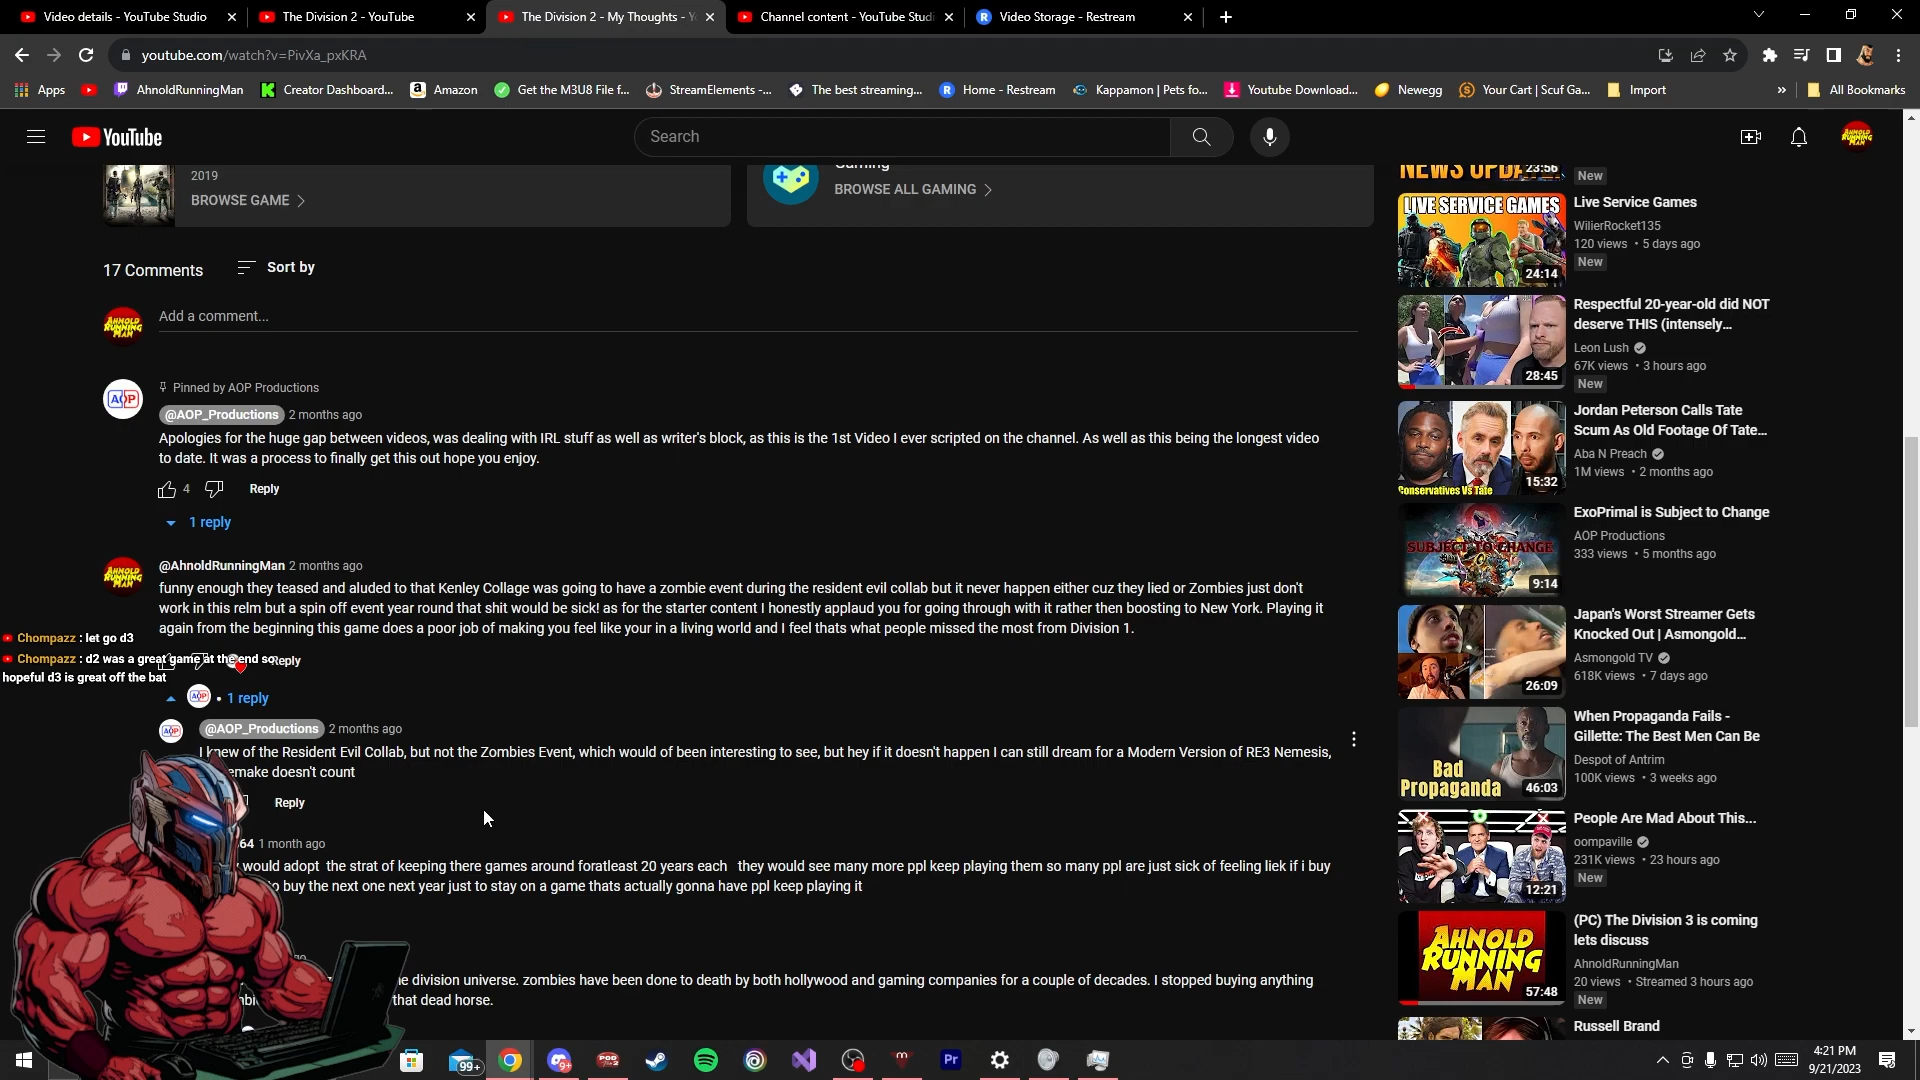 Video details - YouTube Studio
The Division 2 - YouTube
The Division 2 - My Thoughts - Y
Channel content - YouTube Studi
Video Storage - Restream
youtube.com/watch?v=PivXa_pxKRA
Apps
AhnoldRunningMan
Creator Dashboard...
Amazon
Get the M3U8 File f...
StreamElements -...
The best streaming...
Home - Restream
Kappamon | Pets fo...
Youtube Download...
Newegg
Your Cart | Scuf Ga...
Import
»
All Bookmarks
YouTube
Search
AHNOLD RUNNING MAN
2019
BROWSE GAME
Gaming
BROWSE ALL GAMING
17 Comments
Sort by
Add a comment...
Pinned by AOP Productions
@AOP_Productions 2 months ago
Apologies for the huge gap between videos, was dealing with IRL stuff as well as writer's block, as this is the 1st Video I ever scripted on the channel. As well as this being the longest video
to date. It was a process to finally get this out hope you enjoy.
4
Reply
1 reply
@AhnoldRunningMan 2 months ago
funny enough they teased and aluded to that Kenley Collage was going to have a zombie event during the resident evil collab but it never happen either cuz they lied or Zombies just don't
work in this relm but a spin off event year round that shit would be sick! as for the starter content I honestly applaud you for going through with it rather then boosting to New York. Playing it
again from the beginning this game does a poor job of making you feel like your in a living world and I feel thats what people missed the most from Division 1.
Chompazz : let go d3
Chompazz : d2 was a great game at the end so
hopeful d3 is great off the bat
Reply
AOP • 1 reply
@AOP_Productions 2 months ago
I knew of the Resident Evil Collab, but not the Zombies Event, which would of been interesting to see, but hey if it doesn't happen I can still dream for a Modern Version of RE3 Nemesis,
emake doesn't count
Reply
64 1 month ago
would adopt the strat of keeping there games around foratleast 20 years each they would see many more ppl keep playing them so many ppl are just sick of feeling liek if i buy
o buy the next one next year just to stay on a game thats actually gonna have ppl keep playing it
he division universe. zombies have been done to death by both hollywood and gaming companies for a couple of decades. I stopped buying anything
that dead horse.
23:56
New
LIVE SERVICE GAMES
24:14
Live Service Games
WilierRocket135
120 views • 5 days ago
New
28:45
Respectful 20-year-old did NOT
deserve THIS (intensely...
Leon Lush
67K views • 3 hours ago
New
Conservatives Vs Tate
15:32
Jordan Peterson Calls Tate
Scum As Old Footage Of Tate...
Aba N Preach
1M views • 2 months ago
SUBJECT TO CHANGE
9:14
ExoPrimal is Subject to Change
AOP Productions
333 views • 5 months ago
26:09
Japan's Worst Streamer Gets
Knocked Out | Asmongold...
Asmongold TV
618K views • 7 days ago
Bad
Propaganda
46:03
When Propaganda Fails -
Gillette: The Best Men Can Be
Despot of Antrim
100K views • 3 weeks ago
12:21
People Are Mad About This...
oompaville
231K views • 23 hours ago
New
AHNOLD
RUNNING
MAN
57:48
(PC) The Division 3 is coming
lets discuss
AhnoldRunningMan
20 views • Streamed 3 hours ago
New
Russell Brand
99+
9+
Pr
4:21 PM
9/21/2023